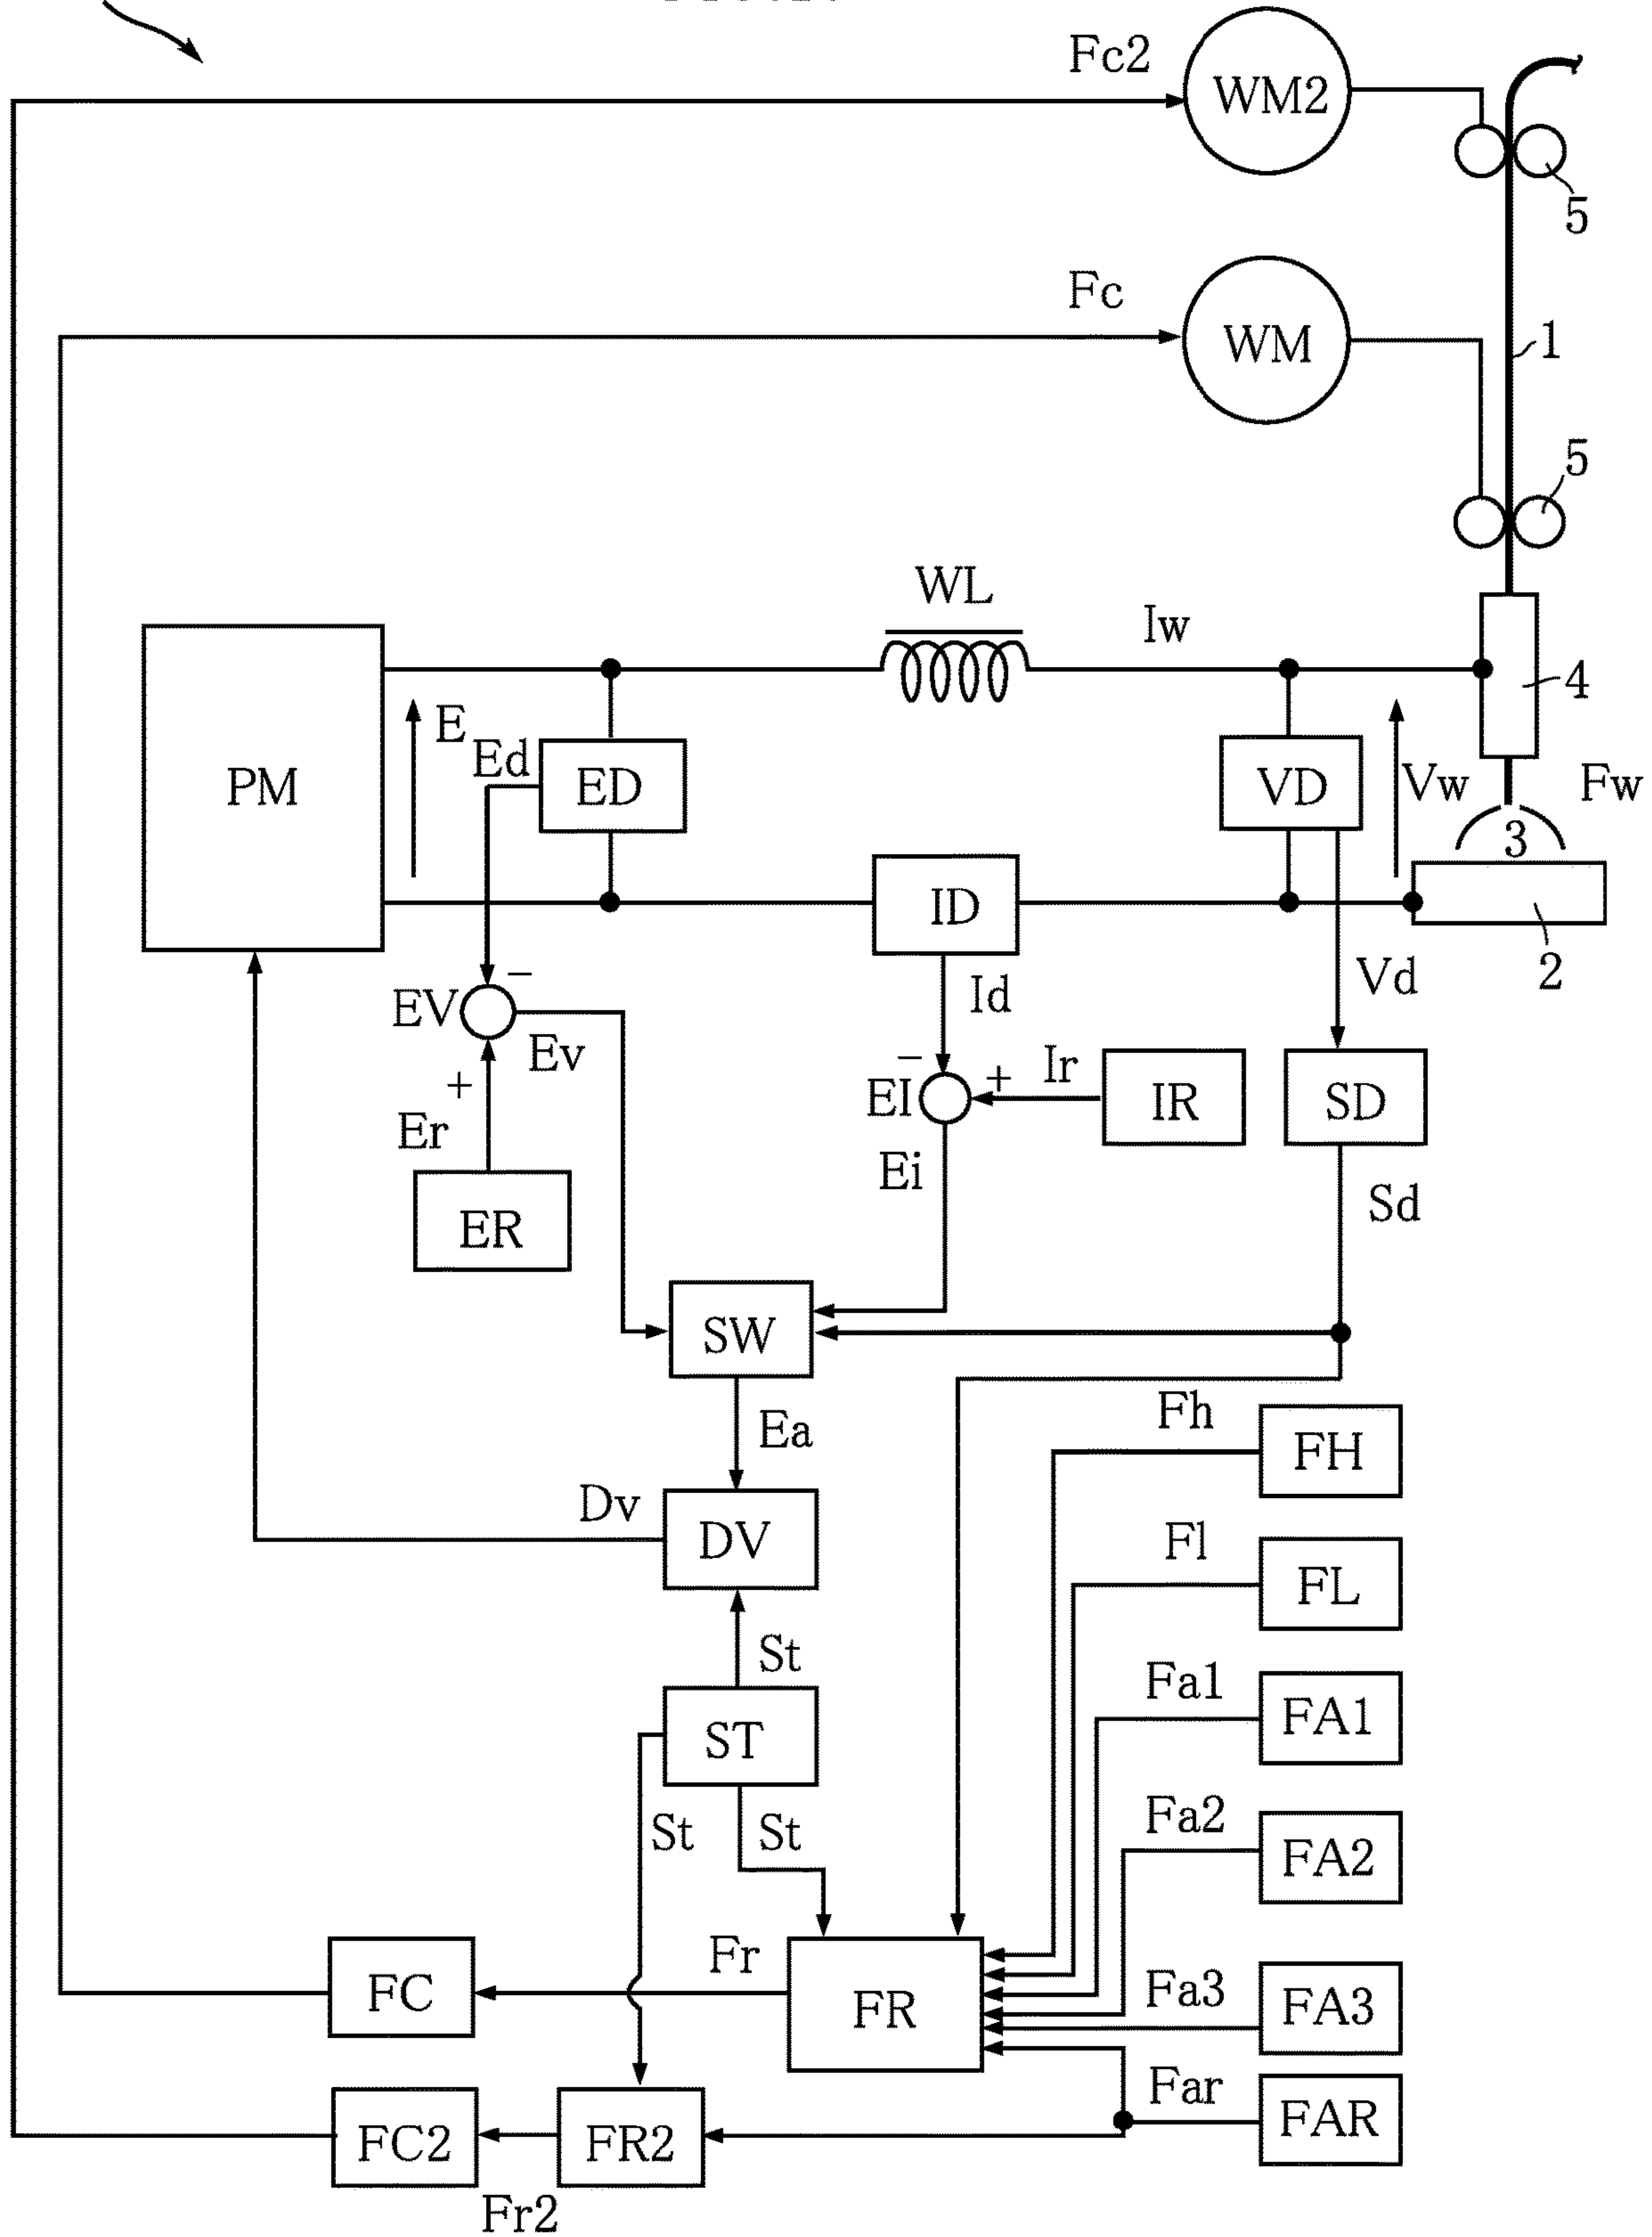 Fc2
WM2
5
Fc
WM
1
5
WL
Iw
4
E
Ed
PM
ED
VD
Vw
Fw
3
ID
2
Id
Vd
−
EV
Ev
−
EI
+
Ir
IR
SD
+
Er
Ei
Sd
ER
SW
Ea
Fh
FH
Dv
DV
Fl
FL
St
Fa1
FA1
ST
St
St
Fa2
FA2
Fr
FC
FR
Fa3
FA3
Far
FAR
FC2
FR2
Fr2